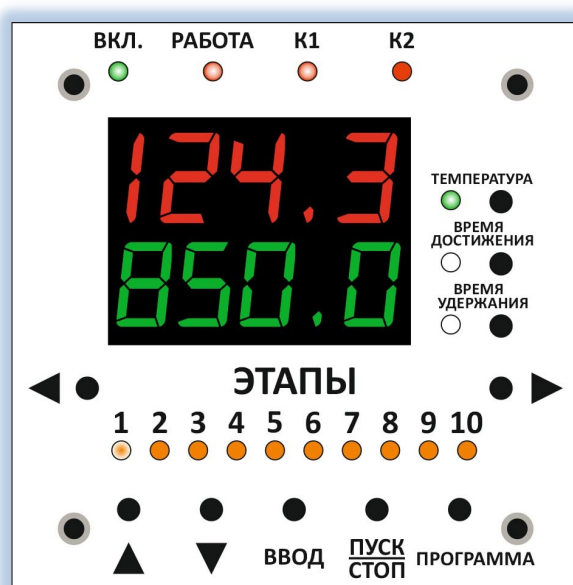 ВКЛ. РАБОТА К1 К2
124.3
850.0
ТЕМПЕРАТУРА
ВРЕМЯ
ДОСТИЖЕНИЯ
ВРЕМЯ
УДЕРЖАНИЯ
ЭТАПЫ
1 2 3 4 5 6 7 8 9 10
ВВОД ПУСК СТОП ПРОГРАММА